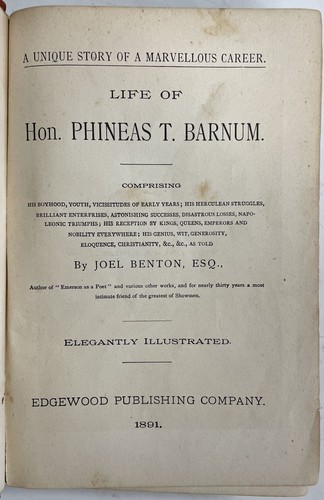 A UNIQUE STORY OF A MARVELLOUS CAREER.
LIFE OF
Hon. PHINEAS T. BARNUM.
COMPRISING
HIS BOYHOOD, YOUTH, VICISSITUDES OF EARLY YEARS; HIS HERCULEAN STRUGGLES,
BRILLIANT ENTERPRISES, ASTONISHING SUCCESSES, DISASTROUS LOSSES, NAPO-
LEONIC TRIUMPHS; HIS RECEPTION BY KINGS, QUEENS, EMPERORS AND
NOBILITY EVERYWHERE; HIS GENIUS, WIT, GENEROSITY,
ELOQUENCE, CHRISTIANITY, &c., &c., AS TOLD
By JOEL BENTON, ESQ.,
Author of "Emerson as a Poet" and various other works, and for nearly thirty years a most
intimate friend of the greatest of Showmen.
ELEGANTLY ILLUSTRATED.
EDGEWOOD PUBLISHING COMPANY.
1891.